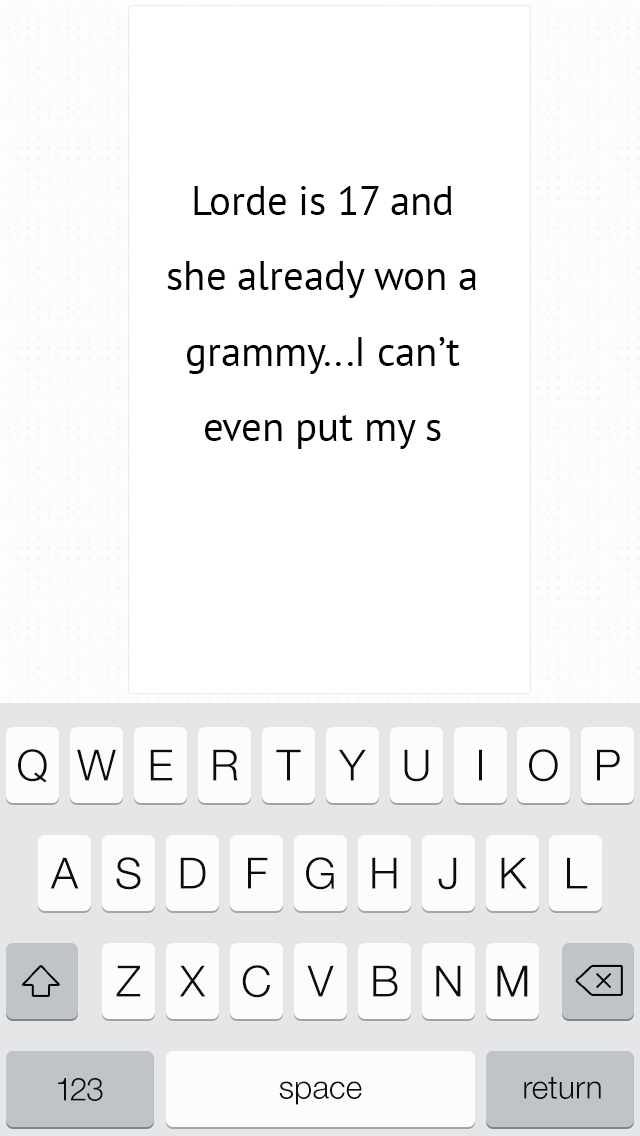 Lorde is 17 and
she already won a
grammy...I can’t
even put my s
Q W E R T Y U I O P
A S D F G H J K L
Z X C V B N M
123 space return